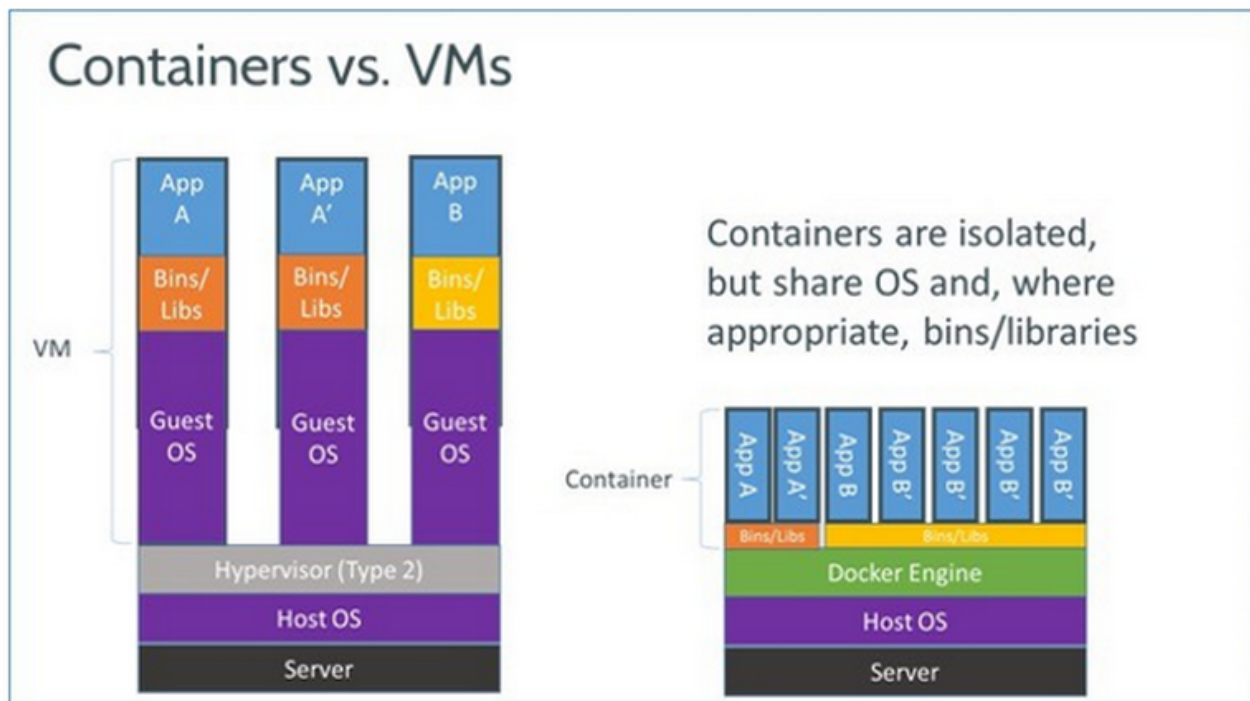 Containers vs. VMs
App
A
App
A’
App
B
Bins/
Libs
Bins/
Libs
Bins/
Libs
VM
Guest
OS
Guest
OS
Guest
OS
Hypervisor (Type 2)
Host OS
Server
Containers are isolated,
but share OS and, where
appropriate, bins/libraries
Container
App A
App A’
App B
App B’
App B’
App B’
App B’
Bins/Libs
Bins/Libs
Docker Engine
Host OS
Server